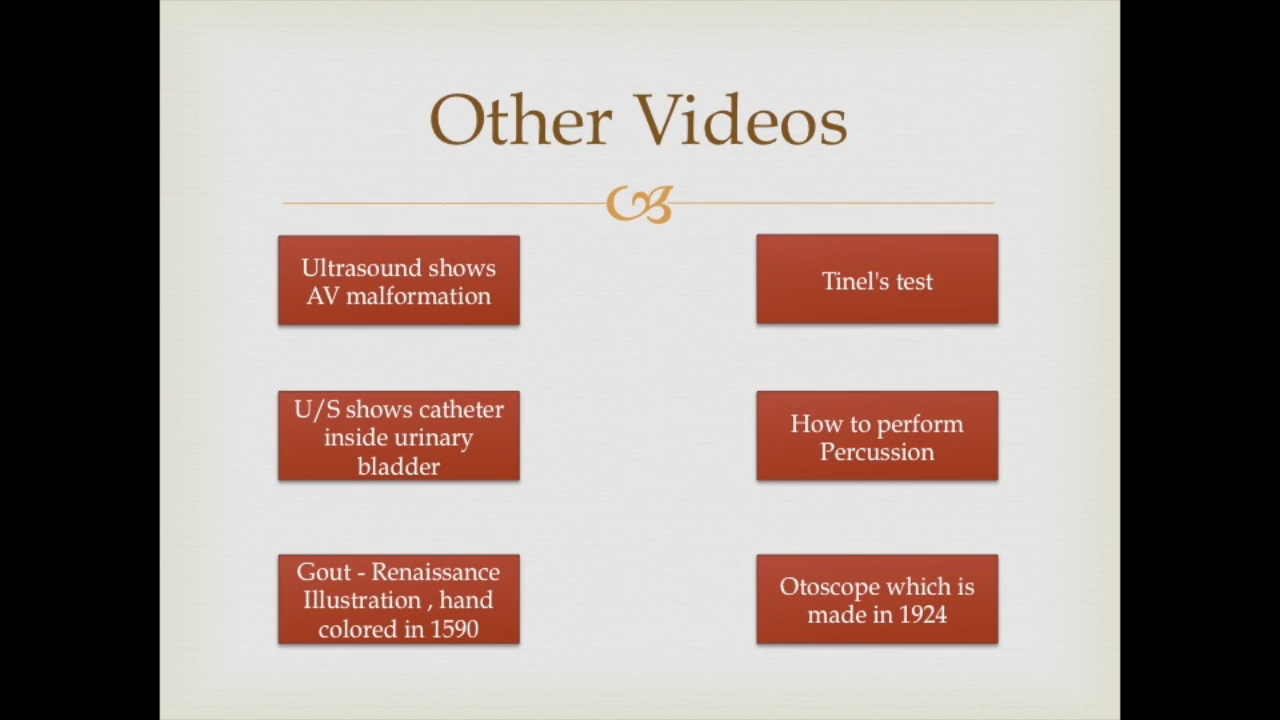 Other Videos
Ultrasound shows
AV malformation
Tinel's test
U/S shows catheter
inside urinary
bladder
How to perform
Percussion
Gout - Renaissance
Illustration , hand
colored in 1590
Otoscope which is
made in 1924